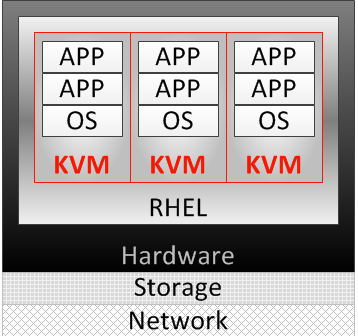 APP APP APP
APP APP APP
OS OS OS
KVM KVM KVM
RHEL
Hardware
Storage
Network